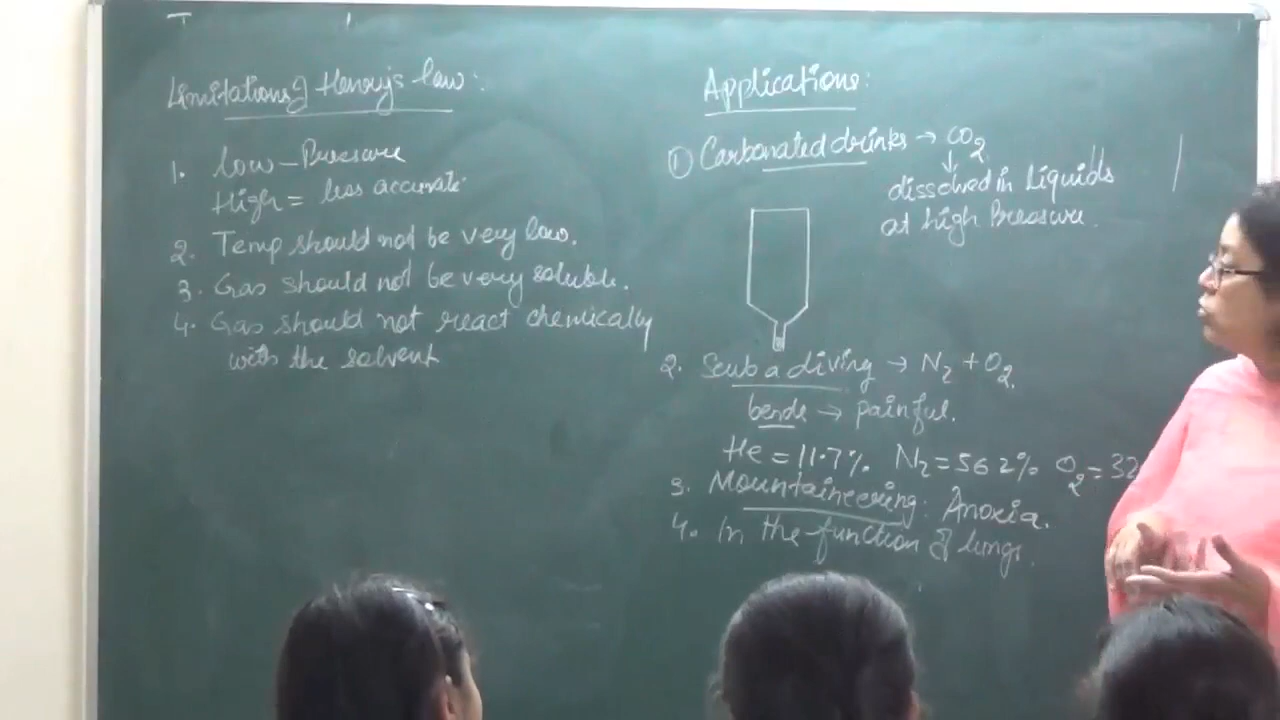 Limitations of Henry's law:
1. Low - Pressure
High = less accurate
2. Temp should not be very low.
3. Gas should not be very soluble.
4. Gas should not react chemically
with the solvent
Applications:
① Carbonated drinks → CO₂
↓
dissolved in Liquids
at high Pressure.
2. Scuba diving → N₂ + O₂.
bends → painful.
He = 11.7% N₂ = 56.2% O₂ = 32
3. Mountaineering: Anoxia.
4. In the function of lungs.